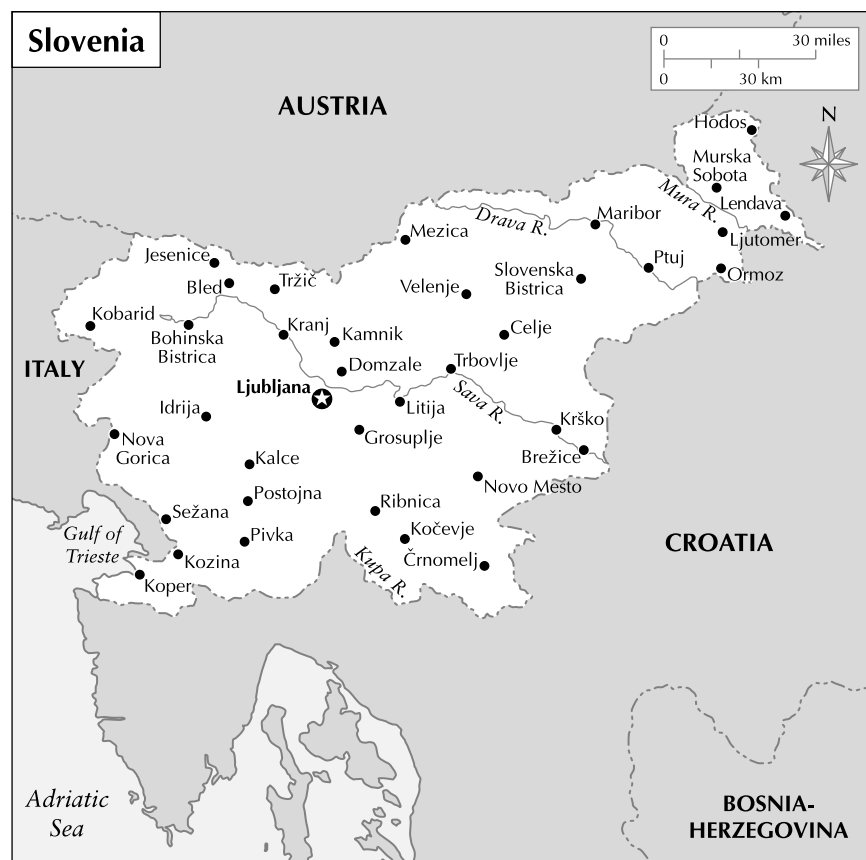 Slovenia
0 30 miles
0 30 km
N
AUSTRIA
Hodos
Murska
Sobota
Mura R.
Lendava
Drava R.
Maribor
Mezica
Ljutomer
Jesenice
Ptuj
Ormoz
Bled
Tržič
Velenje
Slovenska
Bistrica
Kobarid
Bohinska
Bistrica
Kranj
Kamnik
Celje
ITALY
Domzale
Trbovlje
Ljubljana
Sava R.
Idrija
Litija
Krško
Nova
Gorica
Grosuplje
Kalce
Brežice
Novo Mesto
Postojna
Ribnica
Sežana
Gulf of
Trieste
Pivka
Kočevje
CROATIA
Kozina
Kupa R.
Črnomelj
Koper
Adriatic
Sea
BOSNIA-
HERZEGOVINA